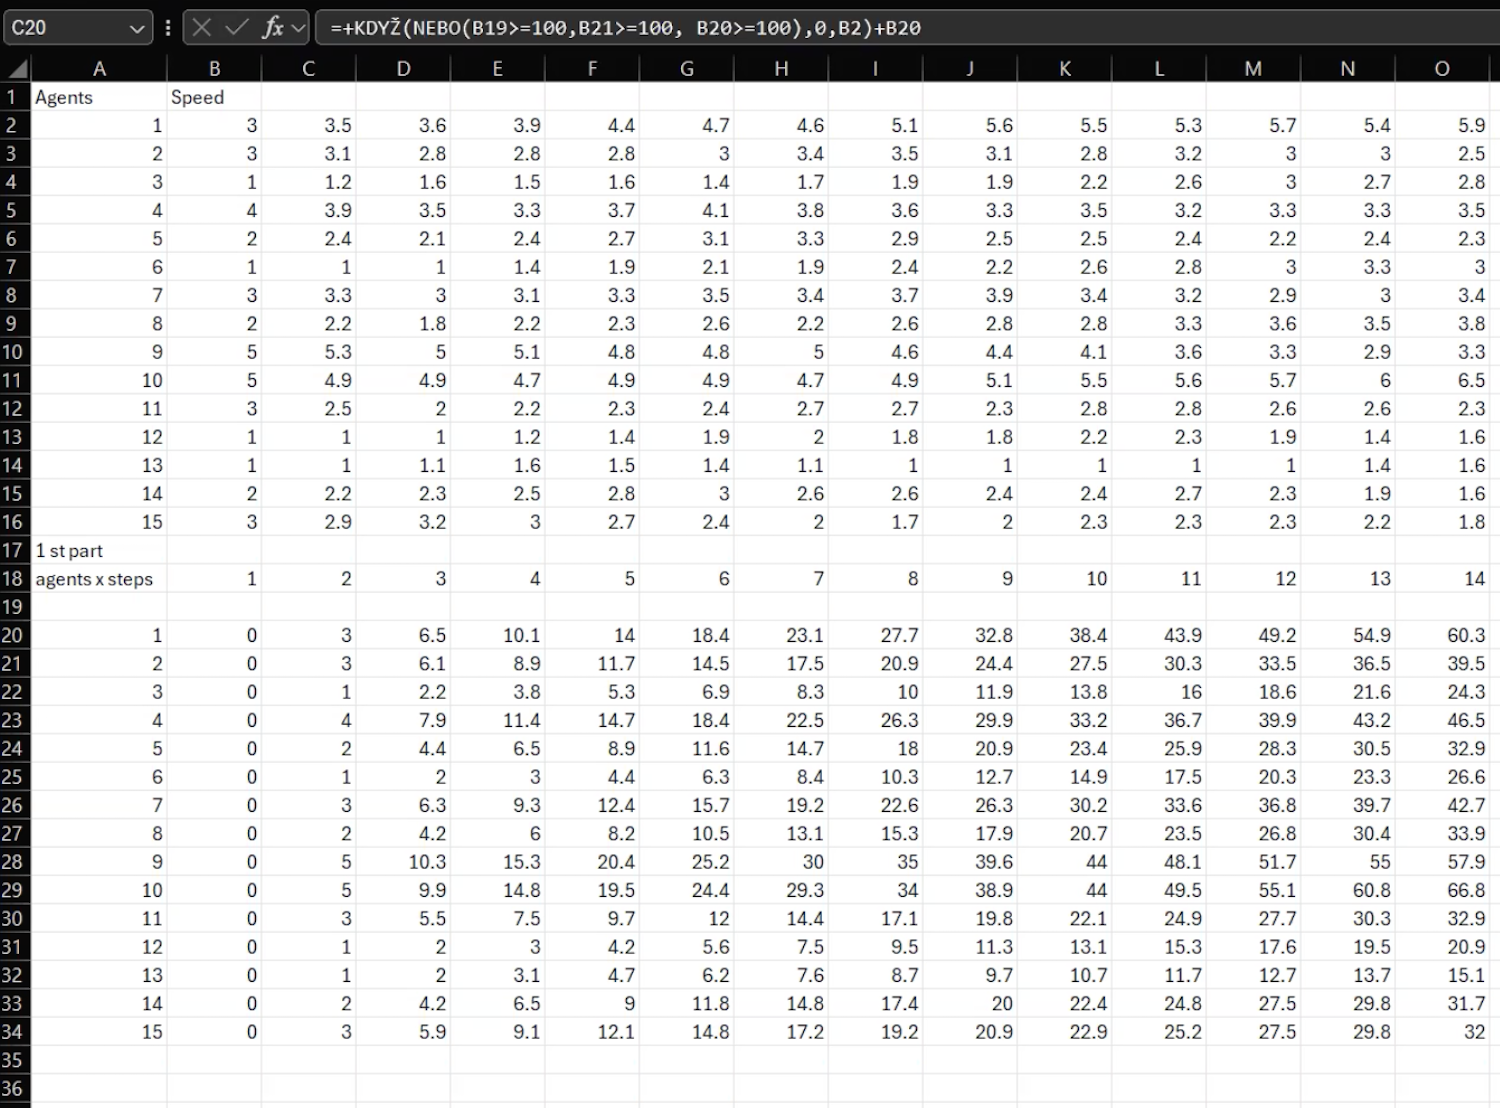 C20 fx =+KDYŽ(NEBO(B19>=100,B21>=100, B20>=100),0,B2)+B20
A B C D E F G H I J K L M N O
1 Agents Speed
2 1 3 3.5 3.6 3.9 4.4 4.7 4.6 5.1 5.6 5.5 5.3 5.7 5.4 5.9
3 2 3 3.1 2.8 2.8 2.8 3 3.4 3.5 3.1 2.8 3.2 3 3 2.5
4 3 1 1.2 1.6 1.5 1.6 1.4 1.7 1.9 1.9 2.2 2.6 3 2.7 2.8
5 4 4 3.9 3.5 3.3 3.7 4.1 3.8 3.6 3.3 3.5 3.2 3.3 3.3 3.5
6 5 2 2.4 2.1 2.4 2.7 3.1 3.3 2.9 2.5 2.5 2.4 2.2 2.4 2.3
7 6 1 1 1 1.4 1.9 2.1 1.9 2.4 2.2 2.6 2.8 3 3.3 3
8 7 3 3.3 3 3.1 3.3 3.5 3.4 3.7 3.9 3.4 3.2 2.9 3 3.4
9 8 2 2.2 1.8 2.2 2.3 2.6 2.2 2.6 2.8 2.8 3.3 3.6 3.5 3.8
10 9 5 5.3 5 5.1 4.8 4.8 5 4.6 4.4 4.1 3.6 3.3 2.9 3.3
11 10 5 4.9 4.9 4.7 4.9 4.9 4.7 4.9 5.1 5.5 5.6 5.7 6 6.5
12 11 3 2.5 2 2.2 2.3 2.4 2.7 2.7 2.3 2.8 2.8 2.6 2.6 2.3
13 12 1 1 1 1.2 1.4 1.9 2 1.8 1.8 2.2 2.3 1.9 1.4 1.6
14 13 1 1 1.1 1.6 1.5 1.4 1.1 1 1 1 1 1 1.4 1.6
15 14 2 2.2 2.3 2.5 2.8 3 2.6 2.6 2.4 2.4 2.7 2.3 1.9 1.6
16 15 3 2.9 3.2 3 2.7 2.4 2 1.7 2 2.3 2.3 2.3 2.2 1.8
17 1 st part
18 agents x steps 1 2 3 4 5 6 7 8 9 10 11 12 13 14
19
20 1 0 3 6.5 10.1 14 18.4 23.1 27.7 32.8 38.4 43.9 49.2 54.9 60.3
21 2 0 3 6.1 8.9 11.7 14.5 17.5 20.9 24.4 27.5 30.3 33.5 36.5 39.5
22 3 0 1 2.2 3.8 5.3 6.9 8.3 10 11.9 13.8 16 18.6 21.6 24.3
23 4 0 4 7.9 11.4 14.7 18.4 22.5 26.3 29.9 33.2 36.7 39.9 43.2 46.5
24 5 0 2 4.4 6.5 8.9 11.6 14.7 18 20.9 23.4 25.9 28.3 30.5 32.9
25 6 0 1 2 3 4.4 6.3 8.4 10.3 12.7 14.9 17.5 20.3 23.3 26.6
26 7 0 3 6.3 9.3 12.4 15.7 19.2 22.6 26.3 30.2 33.6 36.8 39.7 42.7
27 8 0 2 4.2 6 8.2 10.5 13.1 15.3 17.9 20.7 23.5 26.8 30.4 33.9
28 9 0 5 10.3 15.3 20.4 25.2 30 35 39.6 44 48.1 51.7 55 57.9
29 10 0 5 9.9 14.8 19.5 24.4 29.3 34 38.9 44 49.5 55.1 60.8 66.8
30 11 0 3 5.5 7.5 9.7 12 14.4 17.1 19.8 22.1 24.9 27.7 30.3 32.9
31 12 0 1 2 3 4.2 5.6 7.5 9.5 11.3 13.1 15.3 17.6 19.5 20.9
32 13 0 1 2 3.1 4.7 6.2 7.6 8.7 9.7 10.7 11.7 12.7 13.7 15.1
33 14 0 2 4.2 6.5 9 11.8 14.8 17.4 20 22.4 24.8 27.5 29.8 31.7
34 15 0 3 5.9 9.1 12.1 14.8 17.2 19.2 20.9 22.9 25.2 27.5 29.8 32
35
36